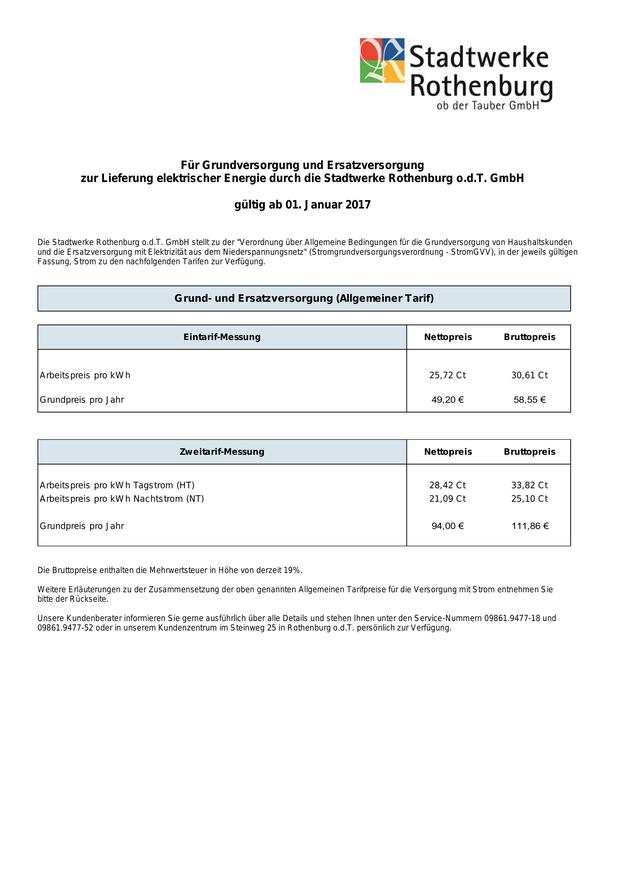 Stadtwerke
Rothenburg
ob der Tauber GmbH
Für Grundversorgung und Ersatzversorgung
zur Lieferung elektrischer Energie durch die Stadtwerke Rothenburg o.d.T. GmbH
gültig ab 01. Januar 2017
Die Stadtwerke Rothenburg o.d.T. GmbH stellt zu der "Verordnung über Allgemeine Bedingungen für die Grundversorgung von Haushaltskunden
und die Ersatzversorgung mit Elektrizität aus dem Niederspannungsnetz" (Stromgrundversorgungsverordnung - StromGVV), in der jeweils gültigen
Fassung, Strom zu den nachfolgenden Tarifen zur Verfügung.
Grund- und Ersatzversorgung (Allgemeiner Tarif)
Eintarif-Messung Nettopreis Bruttopreis
Arbeitspreis pro kWh 25,72 Ct 30,61 Ct
Grundpreis pro Jahr 49,20 € 58,55 €
Zweitarif-Messung Nettopreis Bruttopreis
Arbeitspreis pro kWh Tagstrom (HT) 28,42 Ct 33,82 Ct
Arbeitspreis pro kWh Nachtstrom (NT) 21,09 Ct 25,10 Ct
Grundpreis pro Jahr 94,00 € 111,86 €
Die Bruttopreise enthalten die Mehrwertsteuer in Höhe von derzeit 19%.
Weitere Erläuterungen zu der Zusammensetzung der oben genannten Allgemeinen Tarifpreise für die Versorgung mit Strom entnehmen Sie
bitte der Rückseite.
Unsere Kundenberater informieren Sie gerne ausführlich über alle Details und stehen Ihnen unter den Service-Nummern 09861.9477-18 und
09861.9477-52 oder in unserem Kundenzentrum im Steinweg 25 in Rothenburg o.d.T. persönlich zur Verfügung.